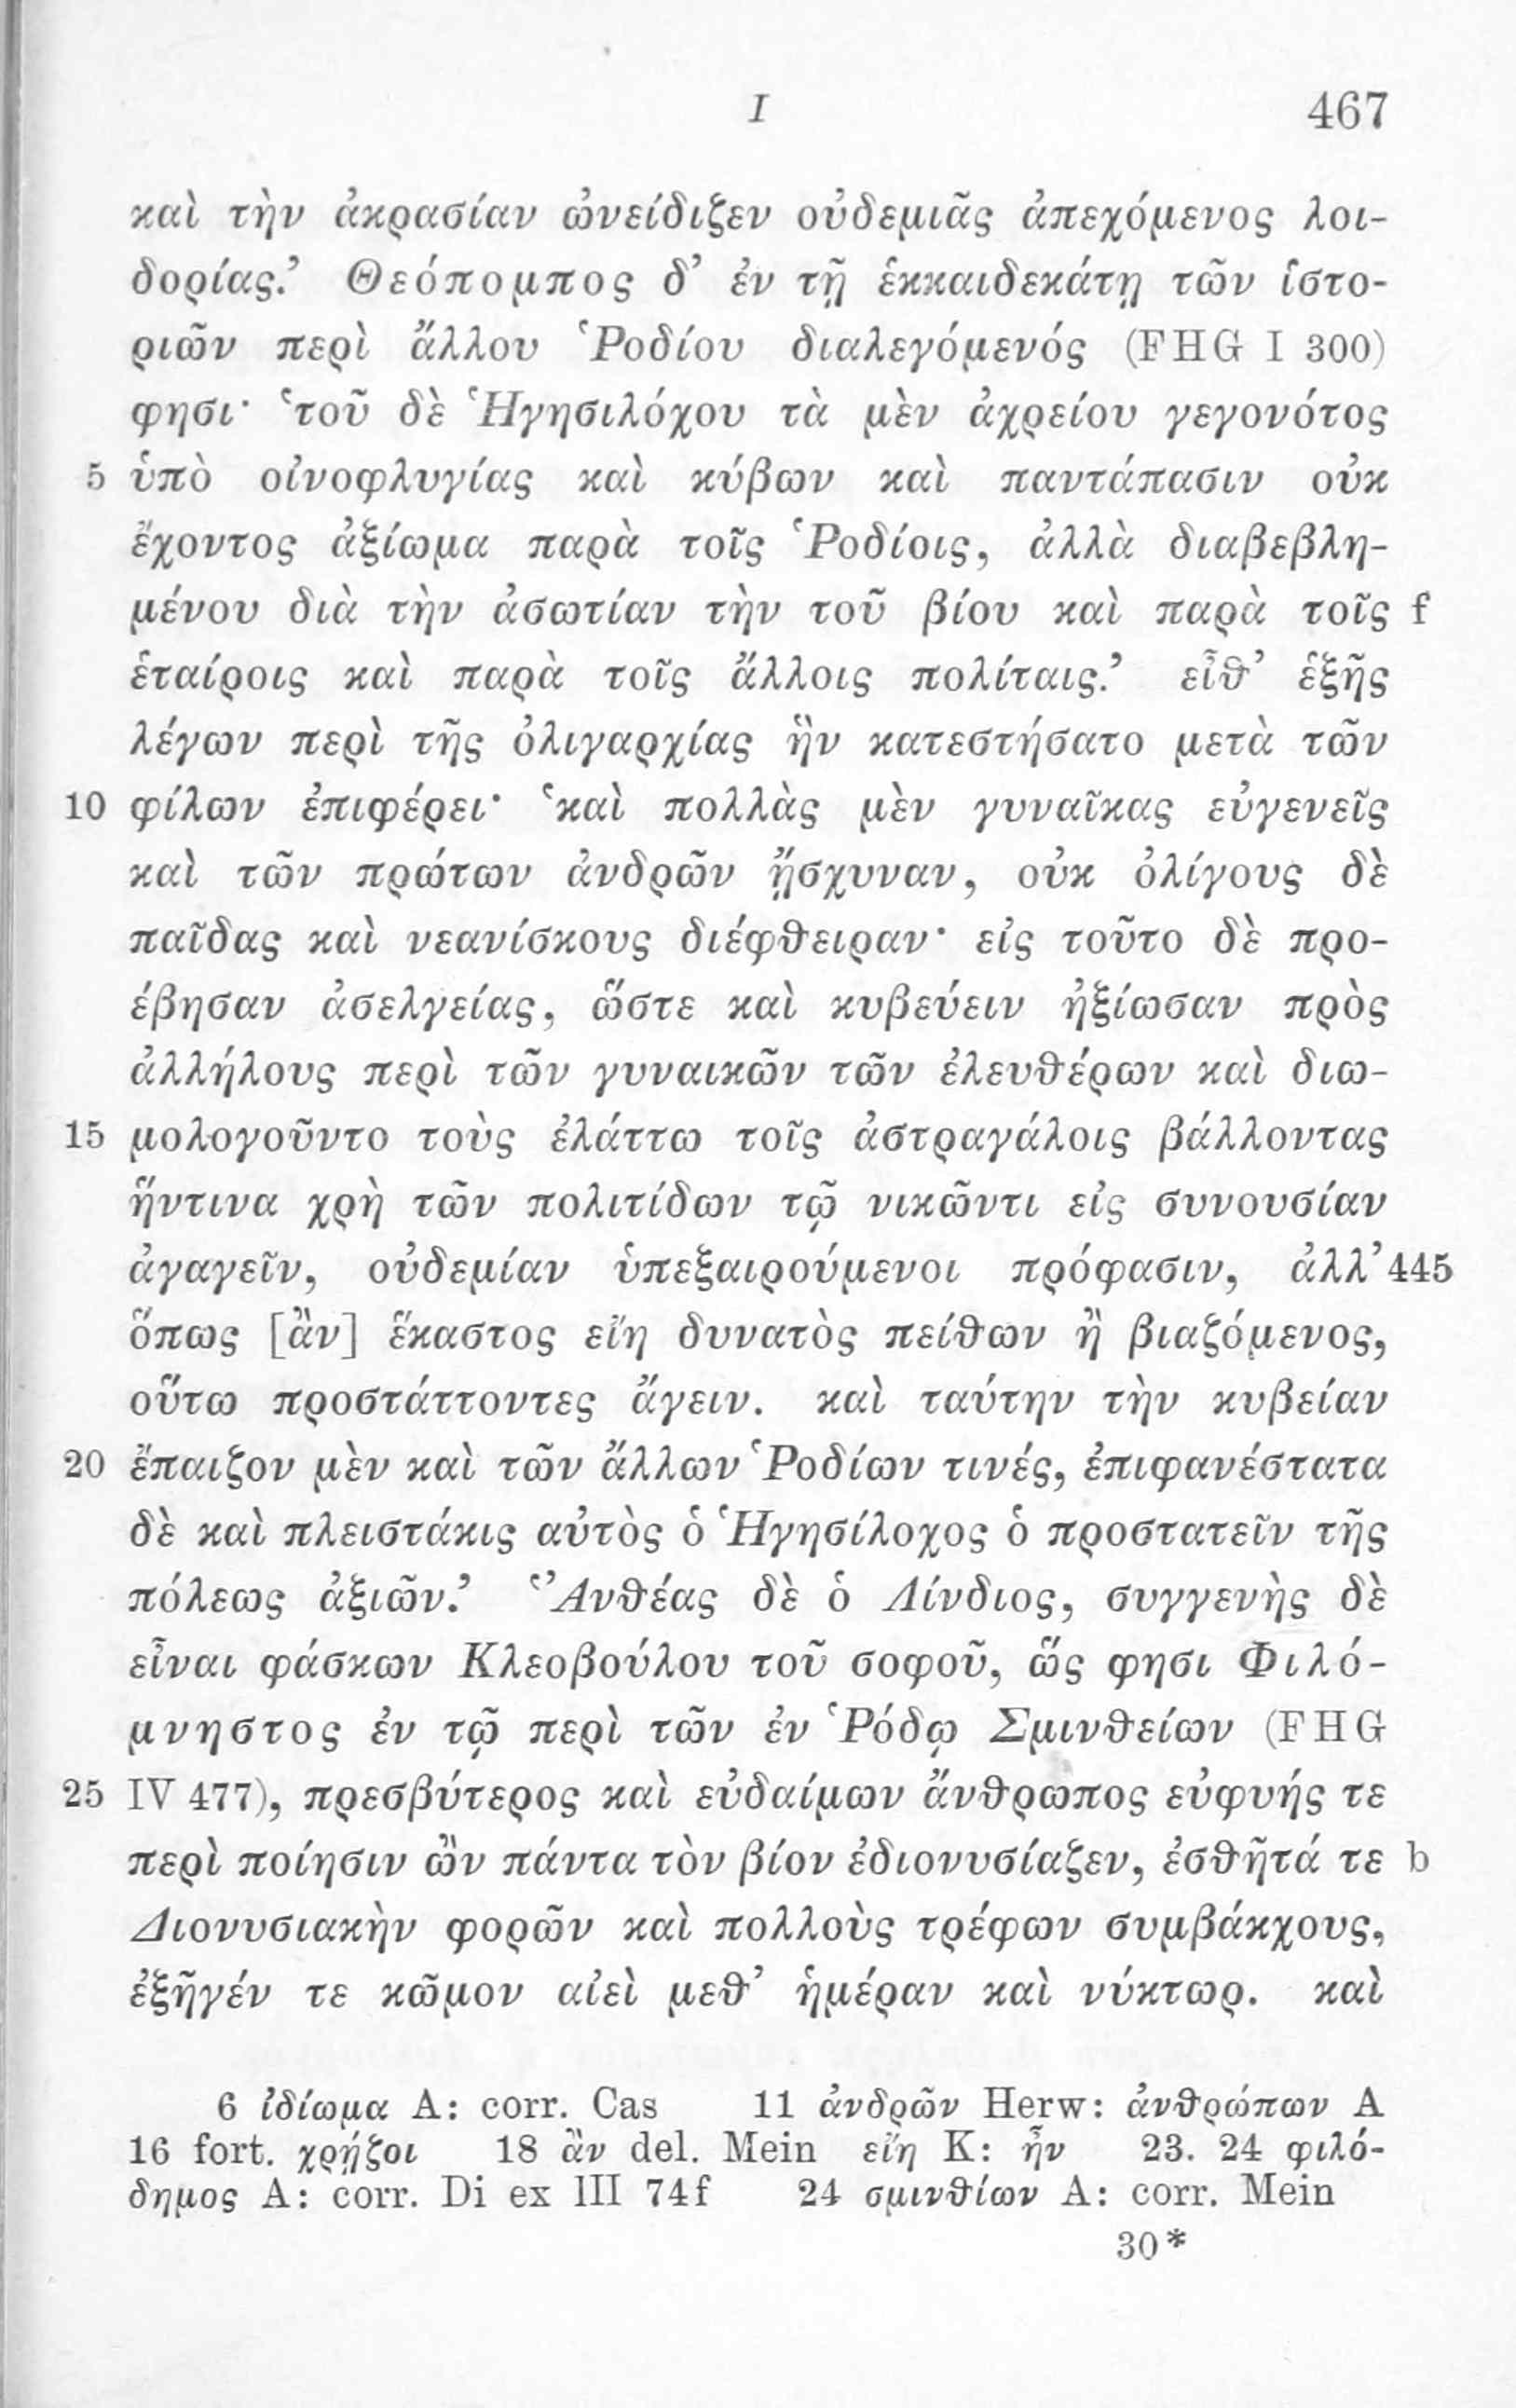 I 467
καὶ τὴν ἀκρασίαν ὠνείδιζεν οὐδεμιᾶς ἀπεχόμενος λοι-
δορίας.’ Θεόπομπος δ’ ἐν τῇ ἑκκαιδεκάτῃ τῶν ἱστο-
ριῶν περὶ ἄλλου Ῥοδίου διαλεγόμενός (FHG I 300)
φησι· ‘τοῦ δὲ Ἡγησιλόχου τὰ μὲν ἀχρείου γεγονότος
5 ὑπὸ οἰνοφλυγίας καὶ κύβων καὶ παντάπασιν οὐκ
ἔχοντος ἀξίωμα παρὰ τοῖς Ῥοδίοις, ἀλλὰ διαβεβλη-
μένου διὰ τὴν ἀσωτίαν τὴν τοῦ βίου καὶ παρὰ τοῖς f
ἑταίροις καὶ παρὰ τοῖς ἄλλοις πολίταις.’ εἶθ’ ἑξῆς
λέγων περὶ τῆς ὀλιγαρχίας ἣν κατεστήσατο μετὰ τῶν
10 φίλων ἐπιφέρει· ‘καὶ πολλὰς μὲν γυναῖκας εὐγενεῖς
καὶ τῶν πρώτων ἀνδρῶν ᾔσχυναν, οὐκ ὀλίγους δὲ
παῖδας καὶ νεανίσκους διέφθειραν· εἰς τοῦτο δὲ προ-
έβησαν ἀσελγείας, ὥστε καὶ κυβεύειν ἠξίωσαν πρὸς
ἀλλήλους περὶ τῶν γυναικῶν τῶν ἐλευθέρων καὶ διω-
15 μολογοῦντο τοὺς ἐλάττω τοῖς ἀστραγάλοις βάλλοντας
ἥντινα χρὴ τῶν πολιτίδων τῷ νικῶντι εἰς συνουσίαν
ἀγαγεῖν, οὐδεμίαν ὑπεξαιρούμενοι πρόφασιν, ἀλλ’ 445
ὅπως [ἂν] ἕκαστος εἴη δυνατὸς πείθων ἢ βιαζόμενος,
οὕτω προστάττοντες ἄγειν. καὶ ταύτην τὴν κυβείαν
20 ἔπαιζον μὲν καὶ τῶν ἄλλων Ῥοδίων τινές, ἐπιφανέστατα
δὲ καὶ πλειστάκις αὐτὸς ὁ Ἡγησίλοχος ὁ προστατεῖν τῆς
πόλεως ἀξιῶν.’ ‘Ἀνθέας δὲ ὁ Λίνδιος, συγγενὴς δὲ
εἶναι φάσκων Κλεοβούλου τοῦ σοφοῦ, ὥς φησι Φιλό-
μνηστος ἐν τῷ περὶ τῶν ἐν Ῥόδῳ Σμινθείων (FHG
25 IV 477), πρεσβύτερος καὶ εὐδαίμων ἄνθρωπος εὐφυής τε
περὶ ποίησιν ὢν πάντα τὸν βίον ἐδιονυσίαζεν, ἐσθῆτά τε b
Διονυσιακὴν φορῶν καὶ πολλοὺς τρέφων συμβάκχους,
ἐξῆγέν τε κῶμον αἰεὶ μεθ’ ἡμέραν καὶ νύκτωρ. καὶ
6 ἰδίωμα A: corr. Cas 11 ἀνδρῶν Herw: ἀνθρώπων A
16 fort. χρῄζοι 18 ἂν del. Mein εἴη K: ἦν 23. 24 φιλό-
δημος A: corr. Di ex III 74f 24 σμινθίων A: corr. Mein
30*